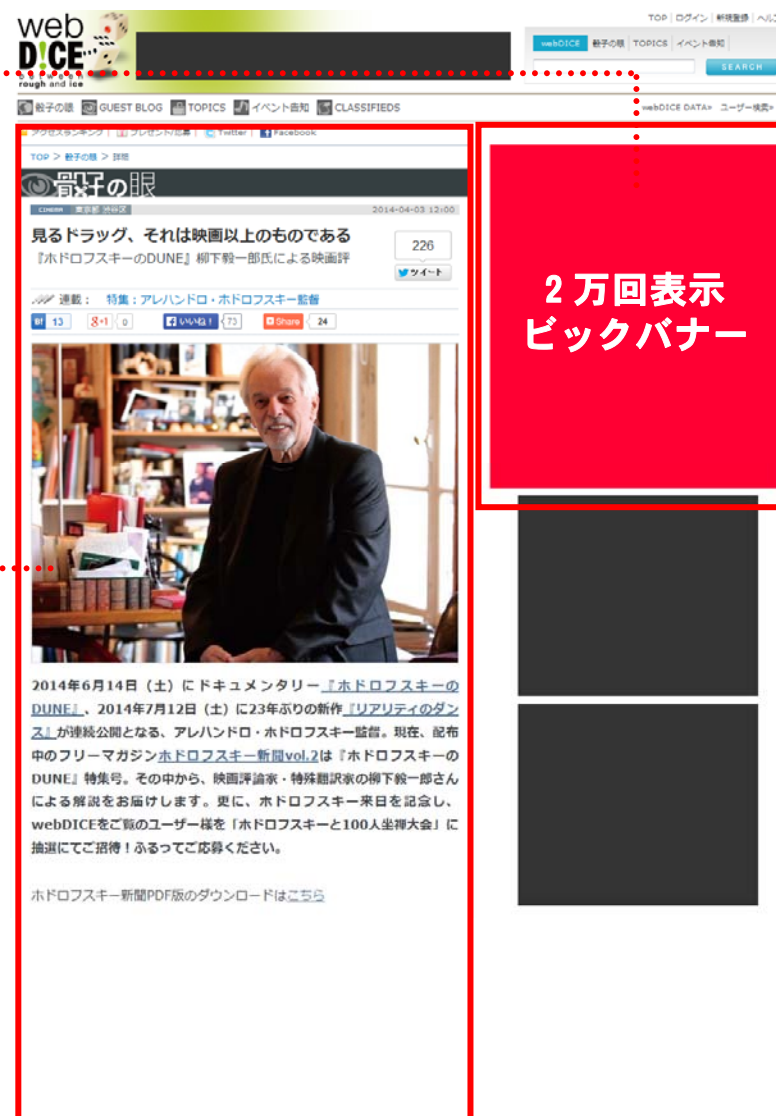 web
D!CE
between
rough and ice
TOP | ログイン | 新規登録 | ヘル
webDICE 骰子の眼 TOPICS イベント告知
SEARCH
骰子の眼 GUEST BLOG TOPICS イベント告知 CLASSIFIEDS
webDICE DATA» ユーザー検索»
アクセスランキング | プレゼント/応募 | Twitter | Facebook
TOP > 骰子の眼 > 詳細
骰子の眼
CINEMA 東京都 渋谷区 2014-04-03 12:00
見るドラッグ、それは映画以上のものである
『ホドロフスキーのDUNE』柳下毅一郎氏による映画評
226
ツイート
連載： 特集：アレハンドロ・ホドロフスキー監督
B! 13 8+1 0 いいね！ 73 Share 24
2万回表示
ビックバナー
2014年6月14日（土）にドキュメンタリー『ホドロフスキーの
DUNE』、2014年7月12日（土）に23年ぶりの新作『リアリティのダン
ス』が連続公開となる、アレハンドロ・ホドロフスキー監督。現在、配布
中のフリーマガジンホドロフスキー新聞vol.2は『ホドロフスキーの
DUNE』特集号。その中から、映画評論家・特殊翻訳家の柳下毅一郎さん
による解説をお届けします。更に、ホドロフスキー来日を記念し、
webDICEをご覧のユーザー様を「ホドロフスキーと100人坐禅大会」に
抽選にてご招待！ふるってご応募ください。
ホドロフスキー新聞PDF版のダウンロードはこちら